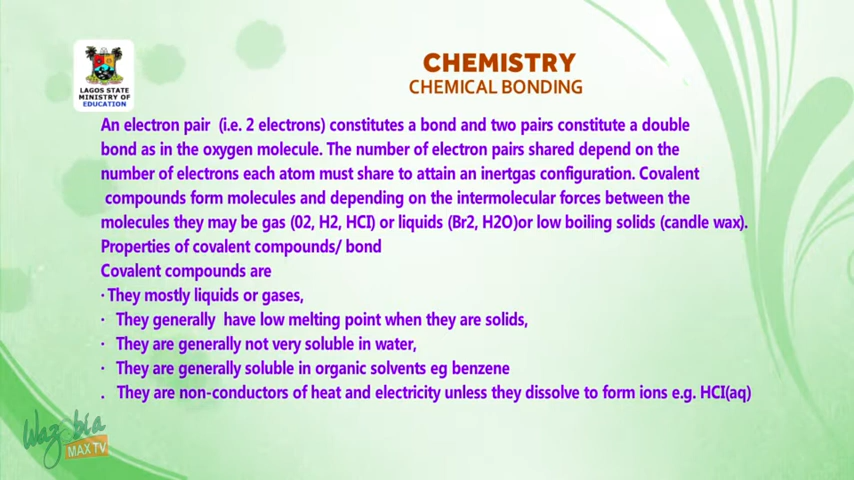 LAGOS STATE
MINISTRY OF
EDUCATION
CHEMISTRY
CHEMICAL BONDING
An electron pair (i.e. 2 electrons) constitutes a bond and two pairs constitute a double
bond as in the oxygen molecule. The number of electron pairs shared depend on the
number of electrons each atom must share to attain an inertgas configuration. Covalent
compounds form molecules and depending on the intermolecular forces between the
molecules they may be gas (02, H2, HCI) or liquids (Br2, H2O)or low boiling solids (candle wax).
Properties of covalent compounds/ bond
Covalent compounds are
· They mostly liquids or gases,
· They generally have low melting point when they are solids,
· They are generally not very soluble in water,
· They are generally soluble in organic solvents eg benzene
. They are non-conductors of heat and electricity unless they dissolve to form ions e.g. HCI(aq)
Wazobia
MAX TV